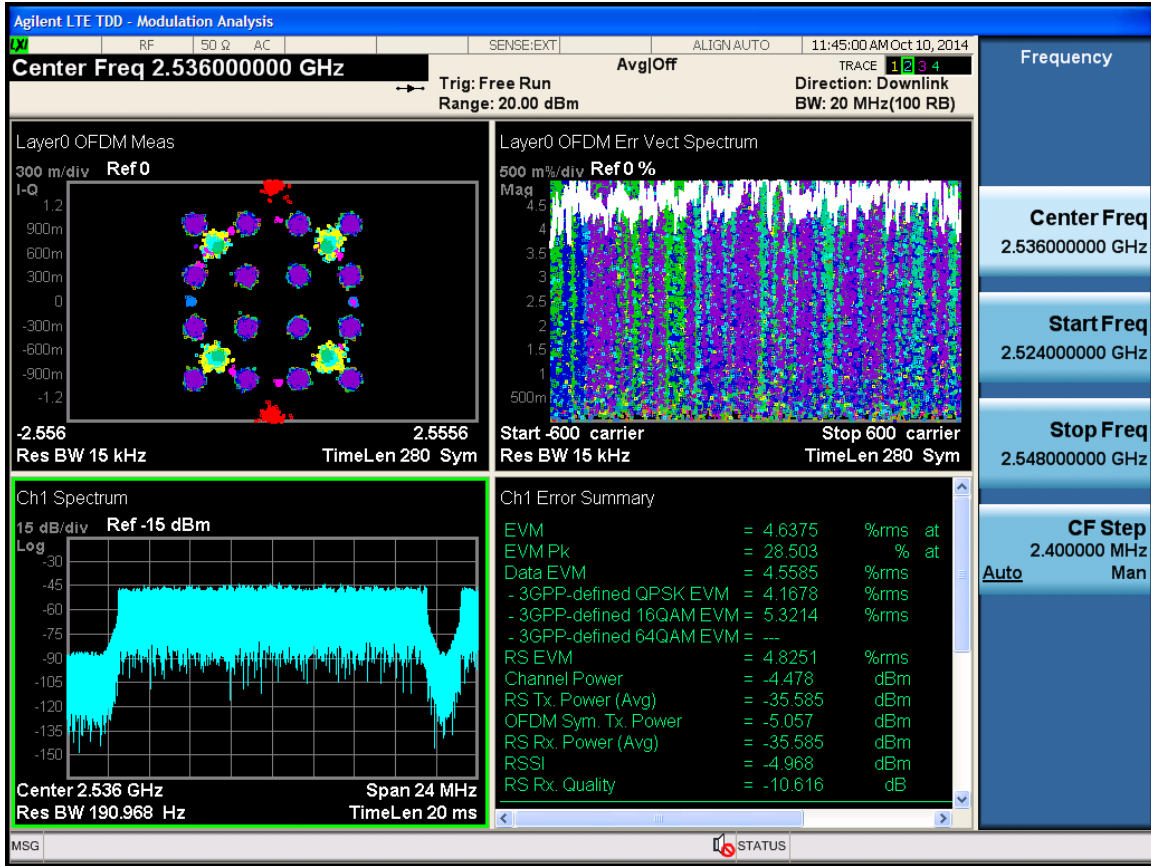 Agilent LTE TDD - Modulation Analysis
LXI RF 50 Ω AC SENSE:EXT ALIGN AUTO 11:45:00 AM Oct 10, 2014
Center Freq 2.536000000 GHz
Avg|Off
TRACE 1 2 3 4
Trig: Free Run
Direction: Downlink
Range: 20.00 dBm
BW: 20 MHz(100 RB)
Layer0 OFDM Meas
300 m/div Ref 0
I-Q
1.2
900m
600m
300m
0
-300m
-600m
-900m
-1.2
-2.556 2.5556
Res BW 15 kHz TimeLen 280 Sym
Layer0 OFDM Err Vect Spectrum
500 m%/div Ref 0 %
Mag
4.5
4
3.5
3
2.5
2
1.5
1
500m
Start -600 carrier Stop 600 carrier
Res BW 15 kHz TimeLen 280 Sym
Ch1 Spectrum
15 dB/div Ref -15 dBm
Log
-30
-45
-60
-75
-90
-105
-120
-135
-150
Center 2.536 GHz Span 24 MHz
Res BW 190.968 Hz TimeLen 20 ms
Ch1 Error Summary
EVM = 4.6375 %rms at
EVM Pk = 28.503 % at
Data EVM = 4.5585 %rms
- 3GPP-defined QPSK EVM = 4.1678 %rms
- 3GPP-defined 16QAM EVM = 5.3214 %rms
- 3GPP-defined 64QAM EVM = ---
RS EVM = 4.8251 %rms
Channel Power = -4.478 dBm
RS Tx. Power (Avg) = -35.585 dBm
OFDM Sym. Tx. Power = -5.057 dBm
RS Rx. Power (Avg) = -35.585 dBm
RSSI = -4.968 dBm
RS Rx. Quality = -10.616 dB
Frequency
Center Freq
2.536000000 GHz
Start Freq
2.524000000 GHz
Stop Freq
2.548000000 GHz
CF Step
2.400000 MHz
Auto Man
MSG STATUS